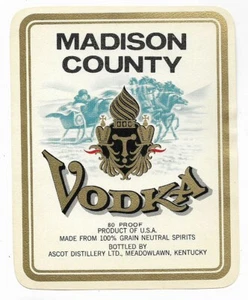 MADISON
COUNTY
VODKA
80 PROOF
PRODUCT OF U.S.A.
MADE FROM 100% GRAIN NEUTRAL SPIRITS
BOTTLED BY
ASCOT DISTILLERY LTD., MEADOWLAWN, KENTUCKY